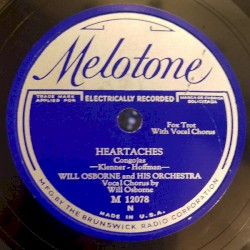 Melotone
TRADE MARK
APPLIED FOR
ELECTRICALLY RECORDED
MARCA DE FABRICA
SOLICITADA
Fox Trot
With Vocal Chorus
HEARTACHES
Congojas
—Klenner - Hoffman—
WILL OSBORNE and HIS ORCHESTRA
Vocal Chorus by
Will Osborne
M 12078
N
MADE IN U.S.A.
MFG. BY THE BRUNSWICK RADIO CORPORATION